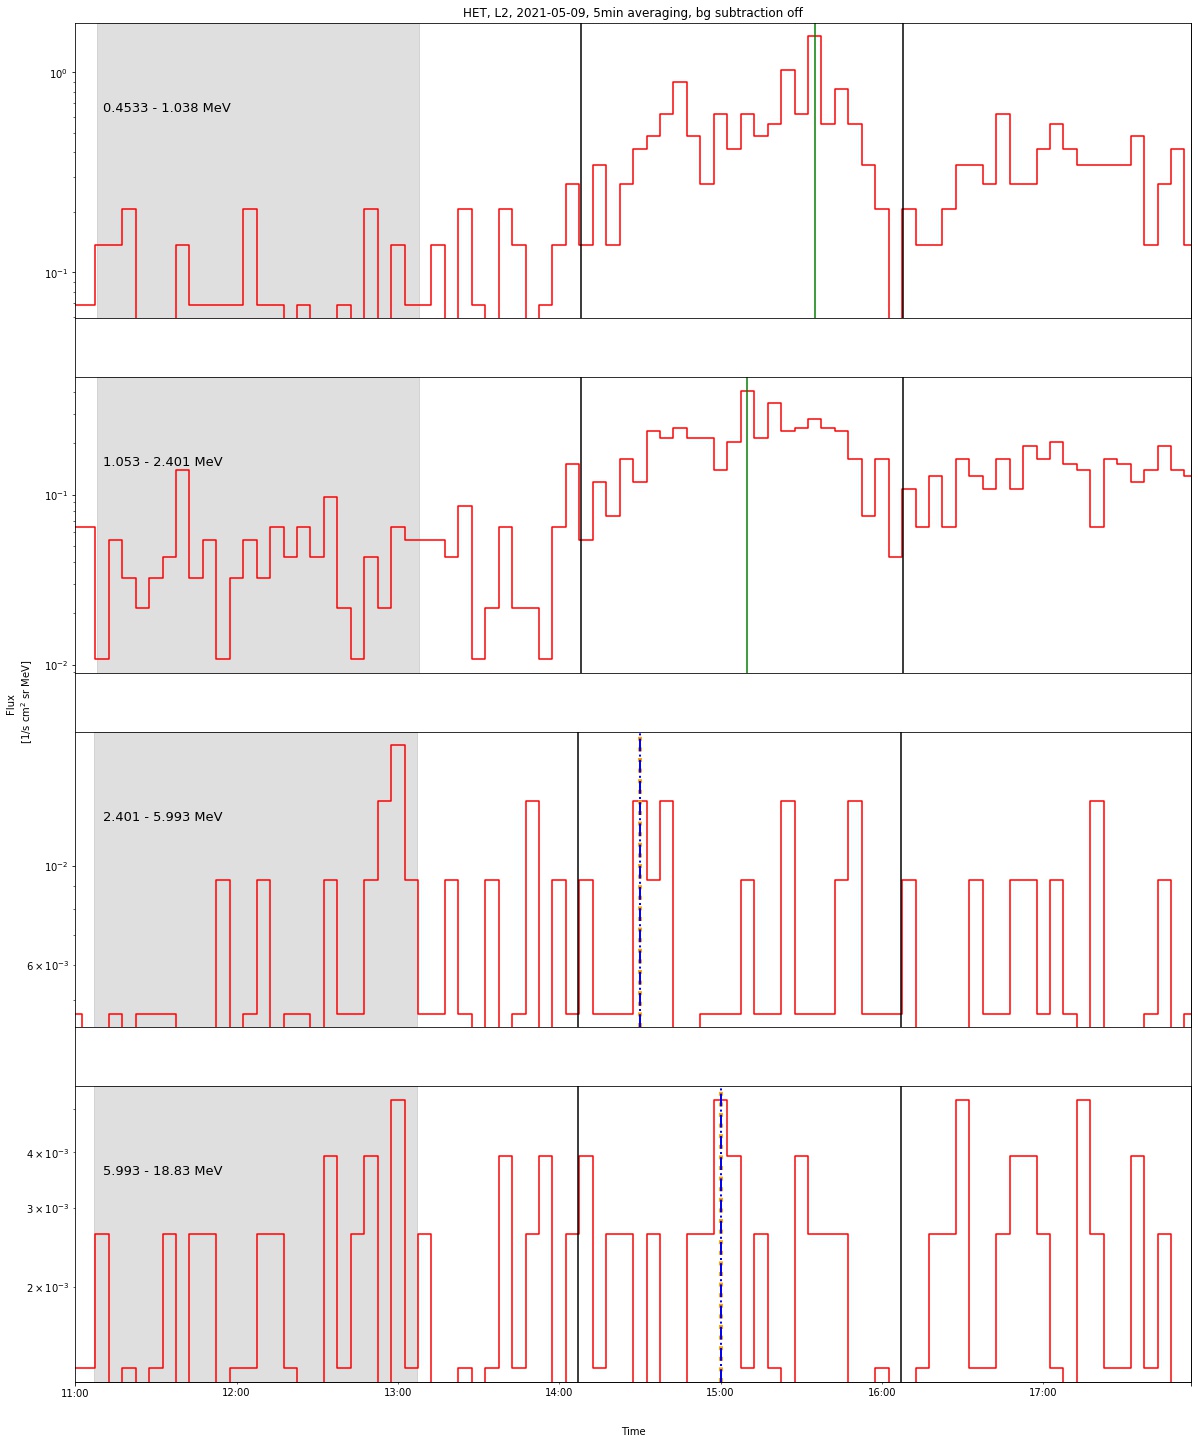 HET, L2, 2021-05-09, 5min averaging, bg subtraction off
10⁰
0.4533 - 1.038 MeV
10⁻¹
1.053 - 2.401 MeV
10⁻¹
10⁻²
Flux
[1/s cm² sr MeV]
2.401 - 5.993 MeV
10⁻²
6 × 10⁻³
4 × 10⁻³
5.993 - 18.83 MeV
3 × 10⁻³
2 × 10⁻³
11:00 12:00 13:00 14:00 15:00 16:00 17:00
Time